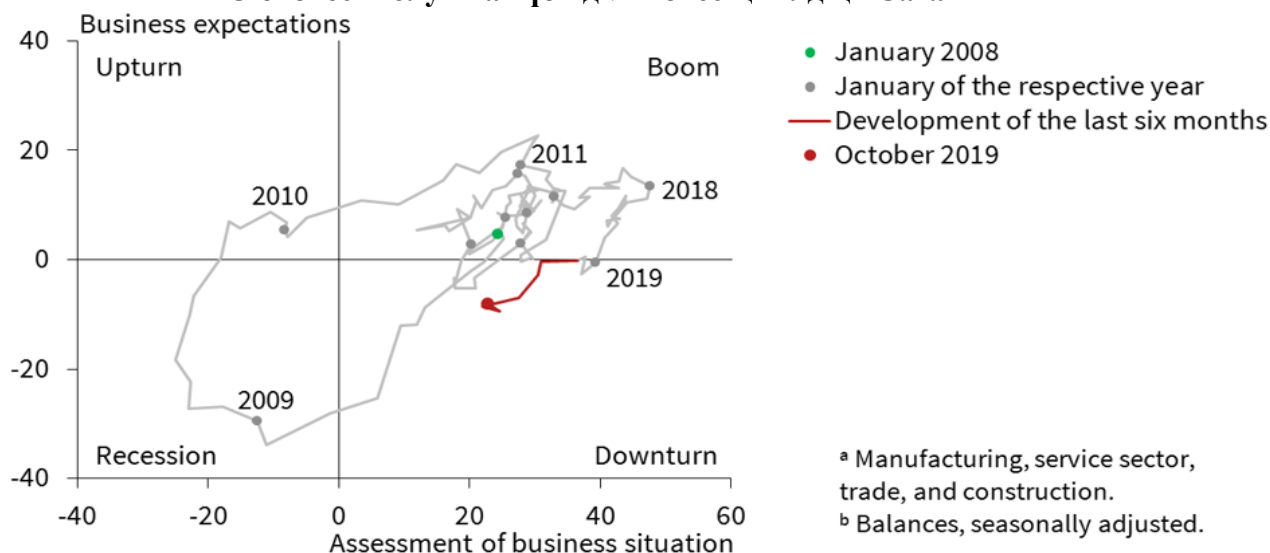 Business expectations
40
Upturn
Boom
20
2011
2018
2010
0
2019
-20
2009
Recession
Downturn
-40
-40
-20
0
20
40
60
Assessment of business situation
January 2008
January of the respective year
Development of the last six months
October 2019
ᵃ Manufacturing, service sector,
trade, and construction.
ᵇ Balances, seasonally adjusted.